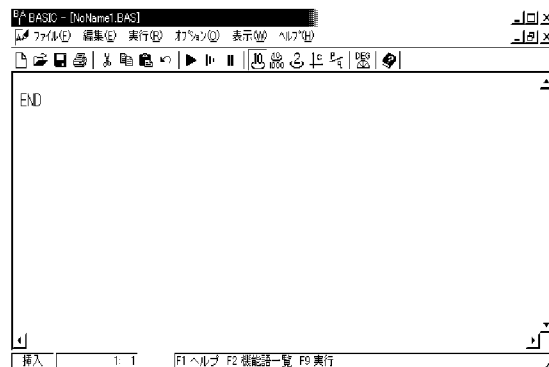 BASIC - [NoName1.BAS]
ファイル(F) 編集(E) 実行(R) オプション(O) 表示(W) ヘルプ(H)
END
挿入 1: 1 F1 ヘルプ F2 機能語一覧 F9 実行